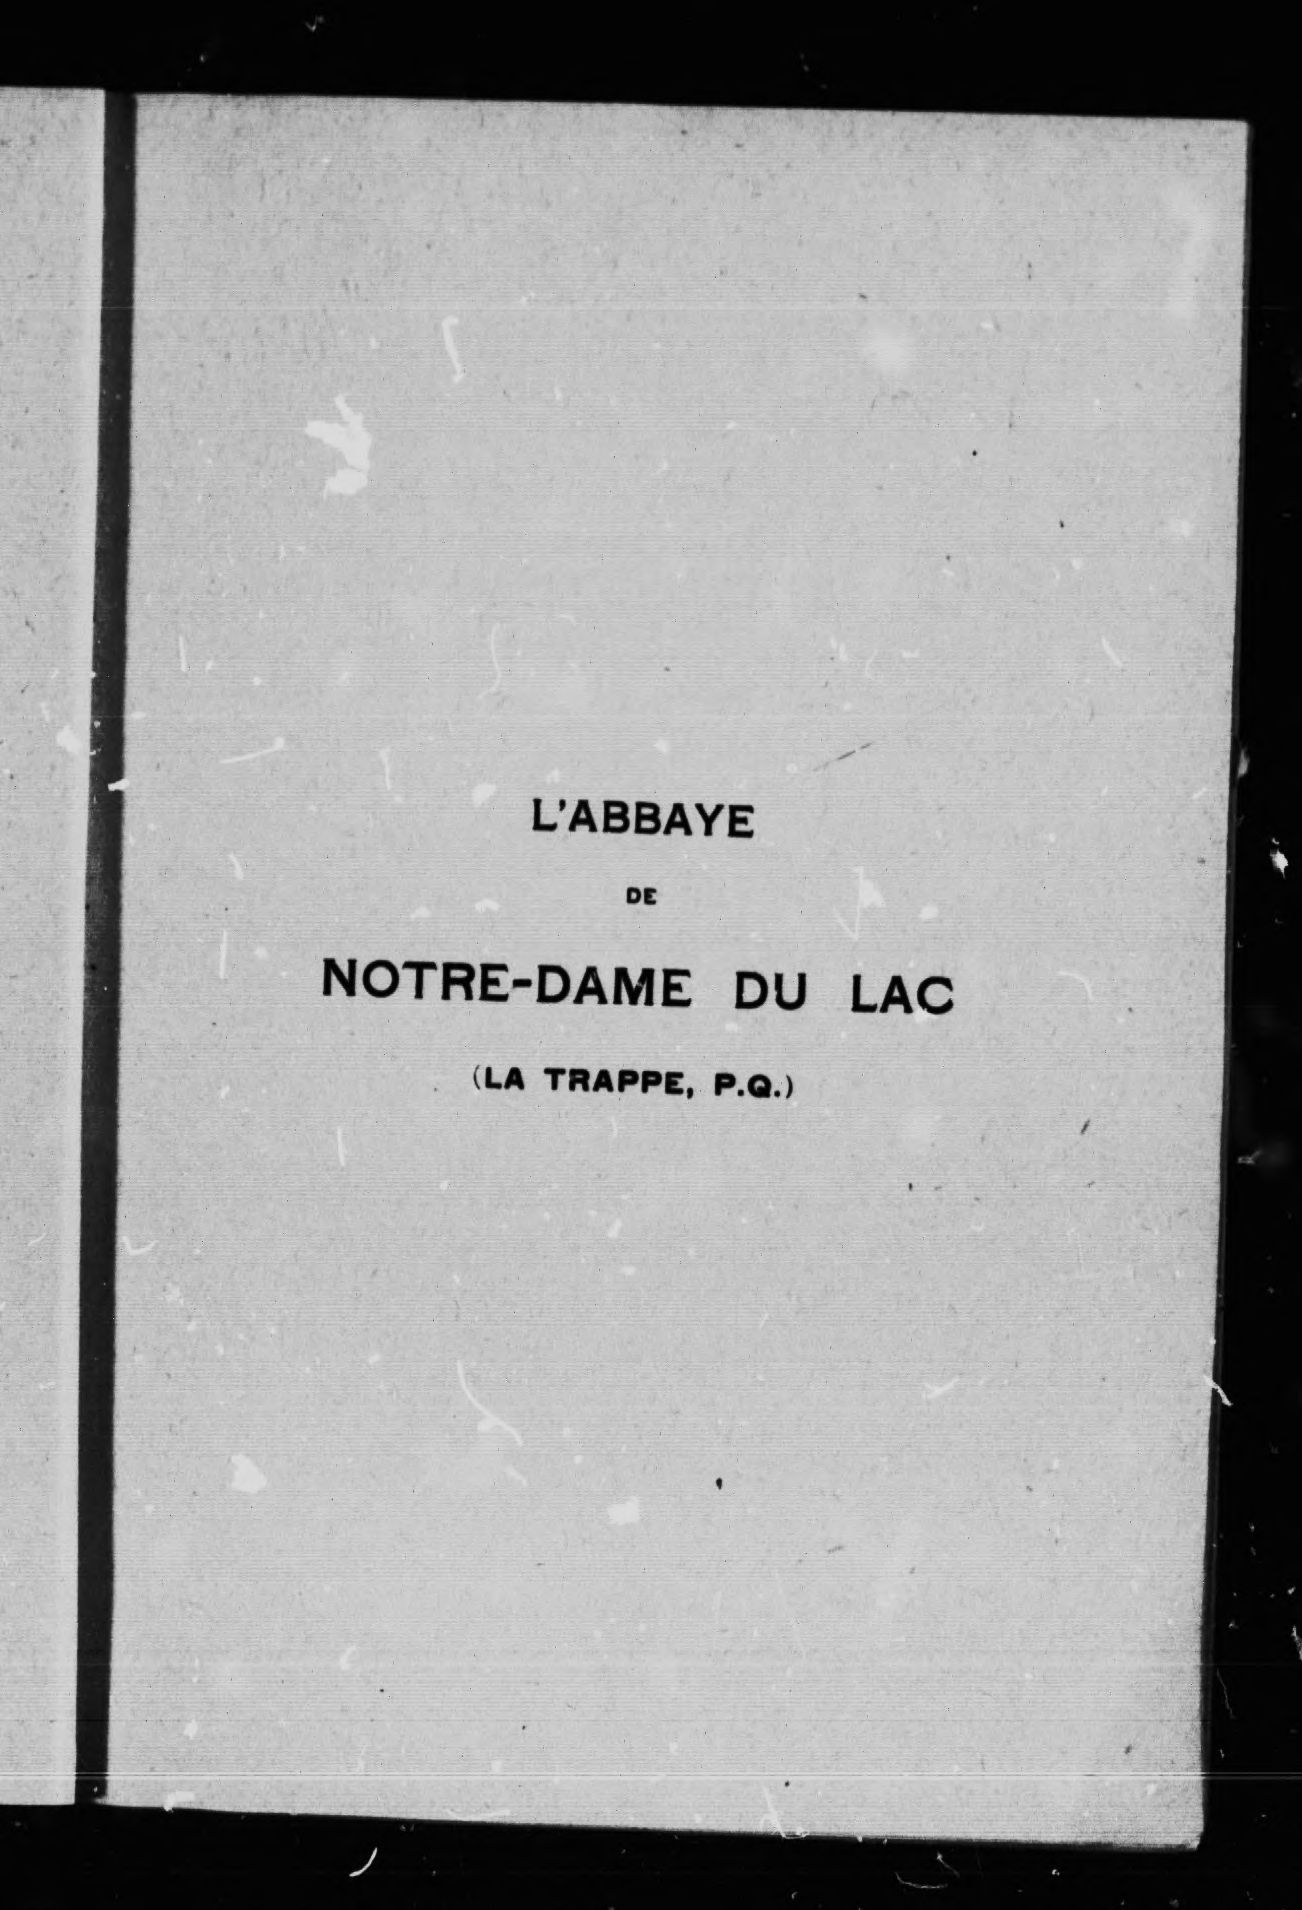 L'ABBAYE
DE
NOTRE-DAME DU LAC
(LA TRAPPE, P.Q.)